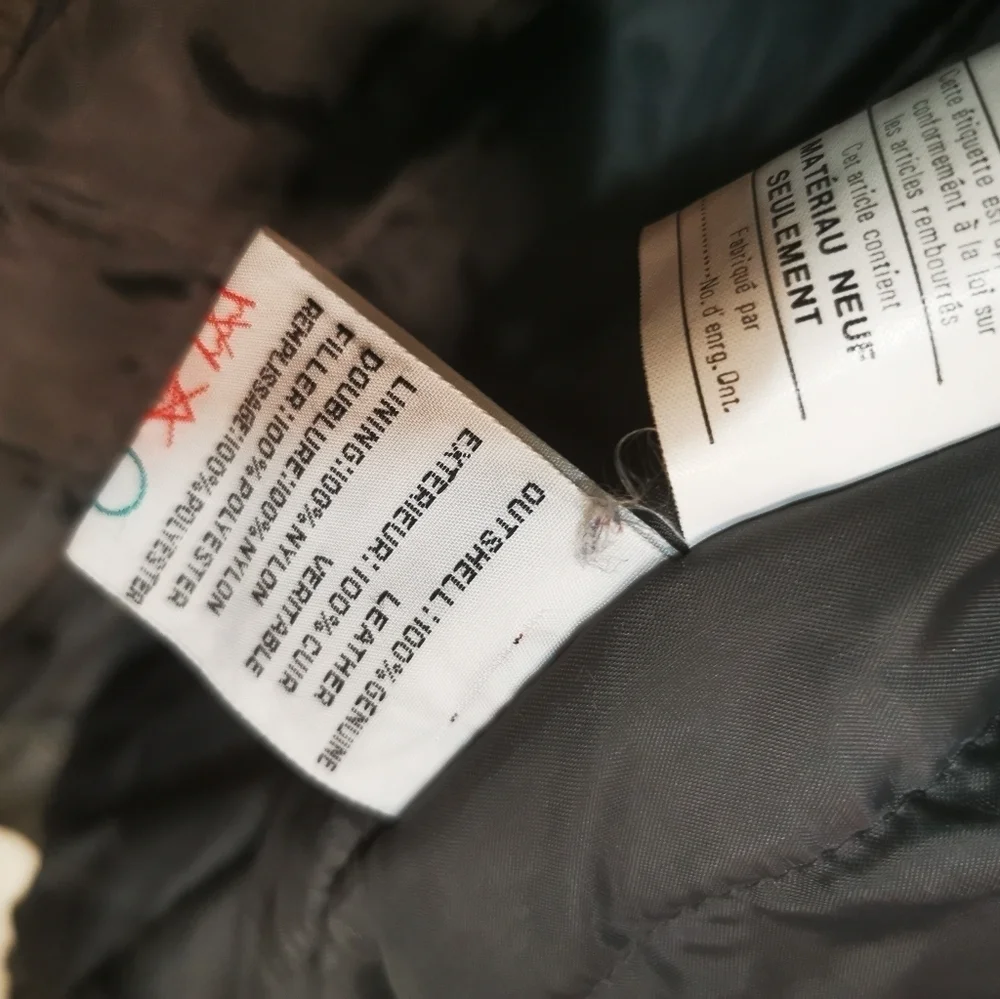 OUTSHELL:100%GENUINE
LEATHER
EXTERIEUR:100%CUIR
VERITABLE
LINING:100%NYLON
DOUBLURE:100%NYLON
FILLER:100%POLYESTER
REMPLISSAGE:100%POLYESTER
Cette étiquette est
conformément à la loi sur
les articles rembourrés
Cet article contient
MATÉRIAU NEUF
SEULEMENT
Fabriqué par
No. d'enrg. Ont.